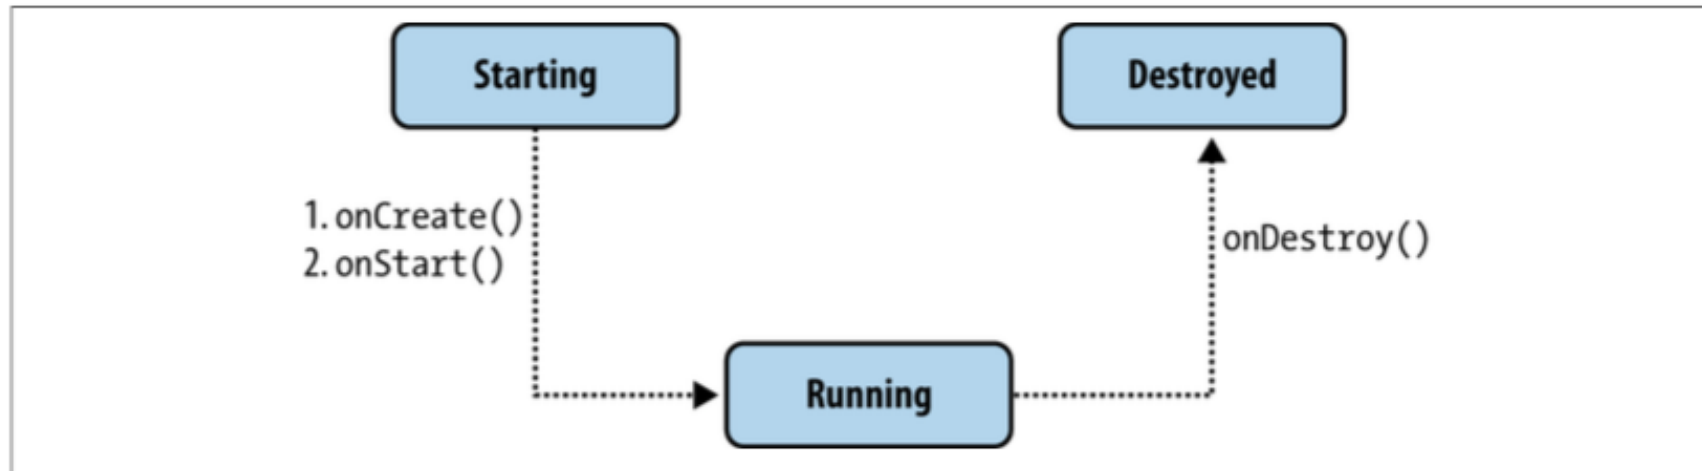 Starting
Destroyed
1. onCreate()
2. onStart()
onDestroy()
Running